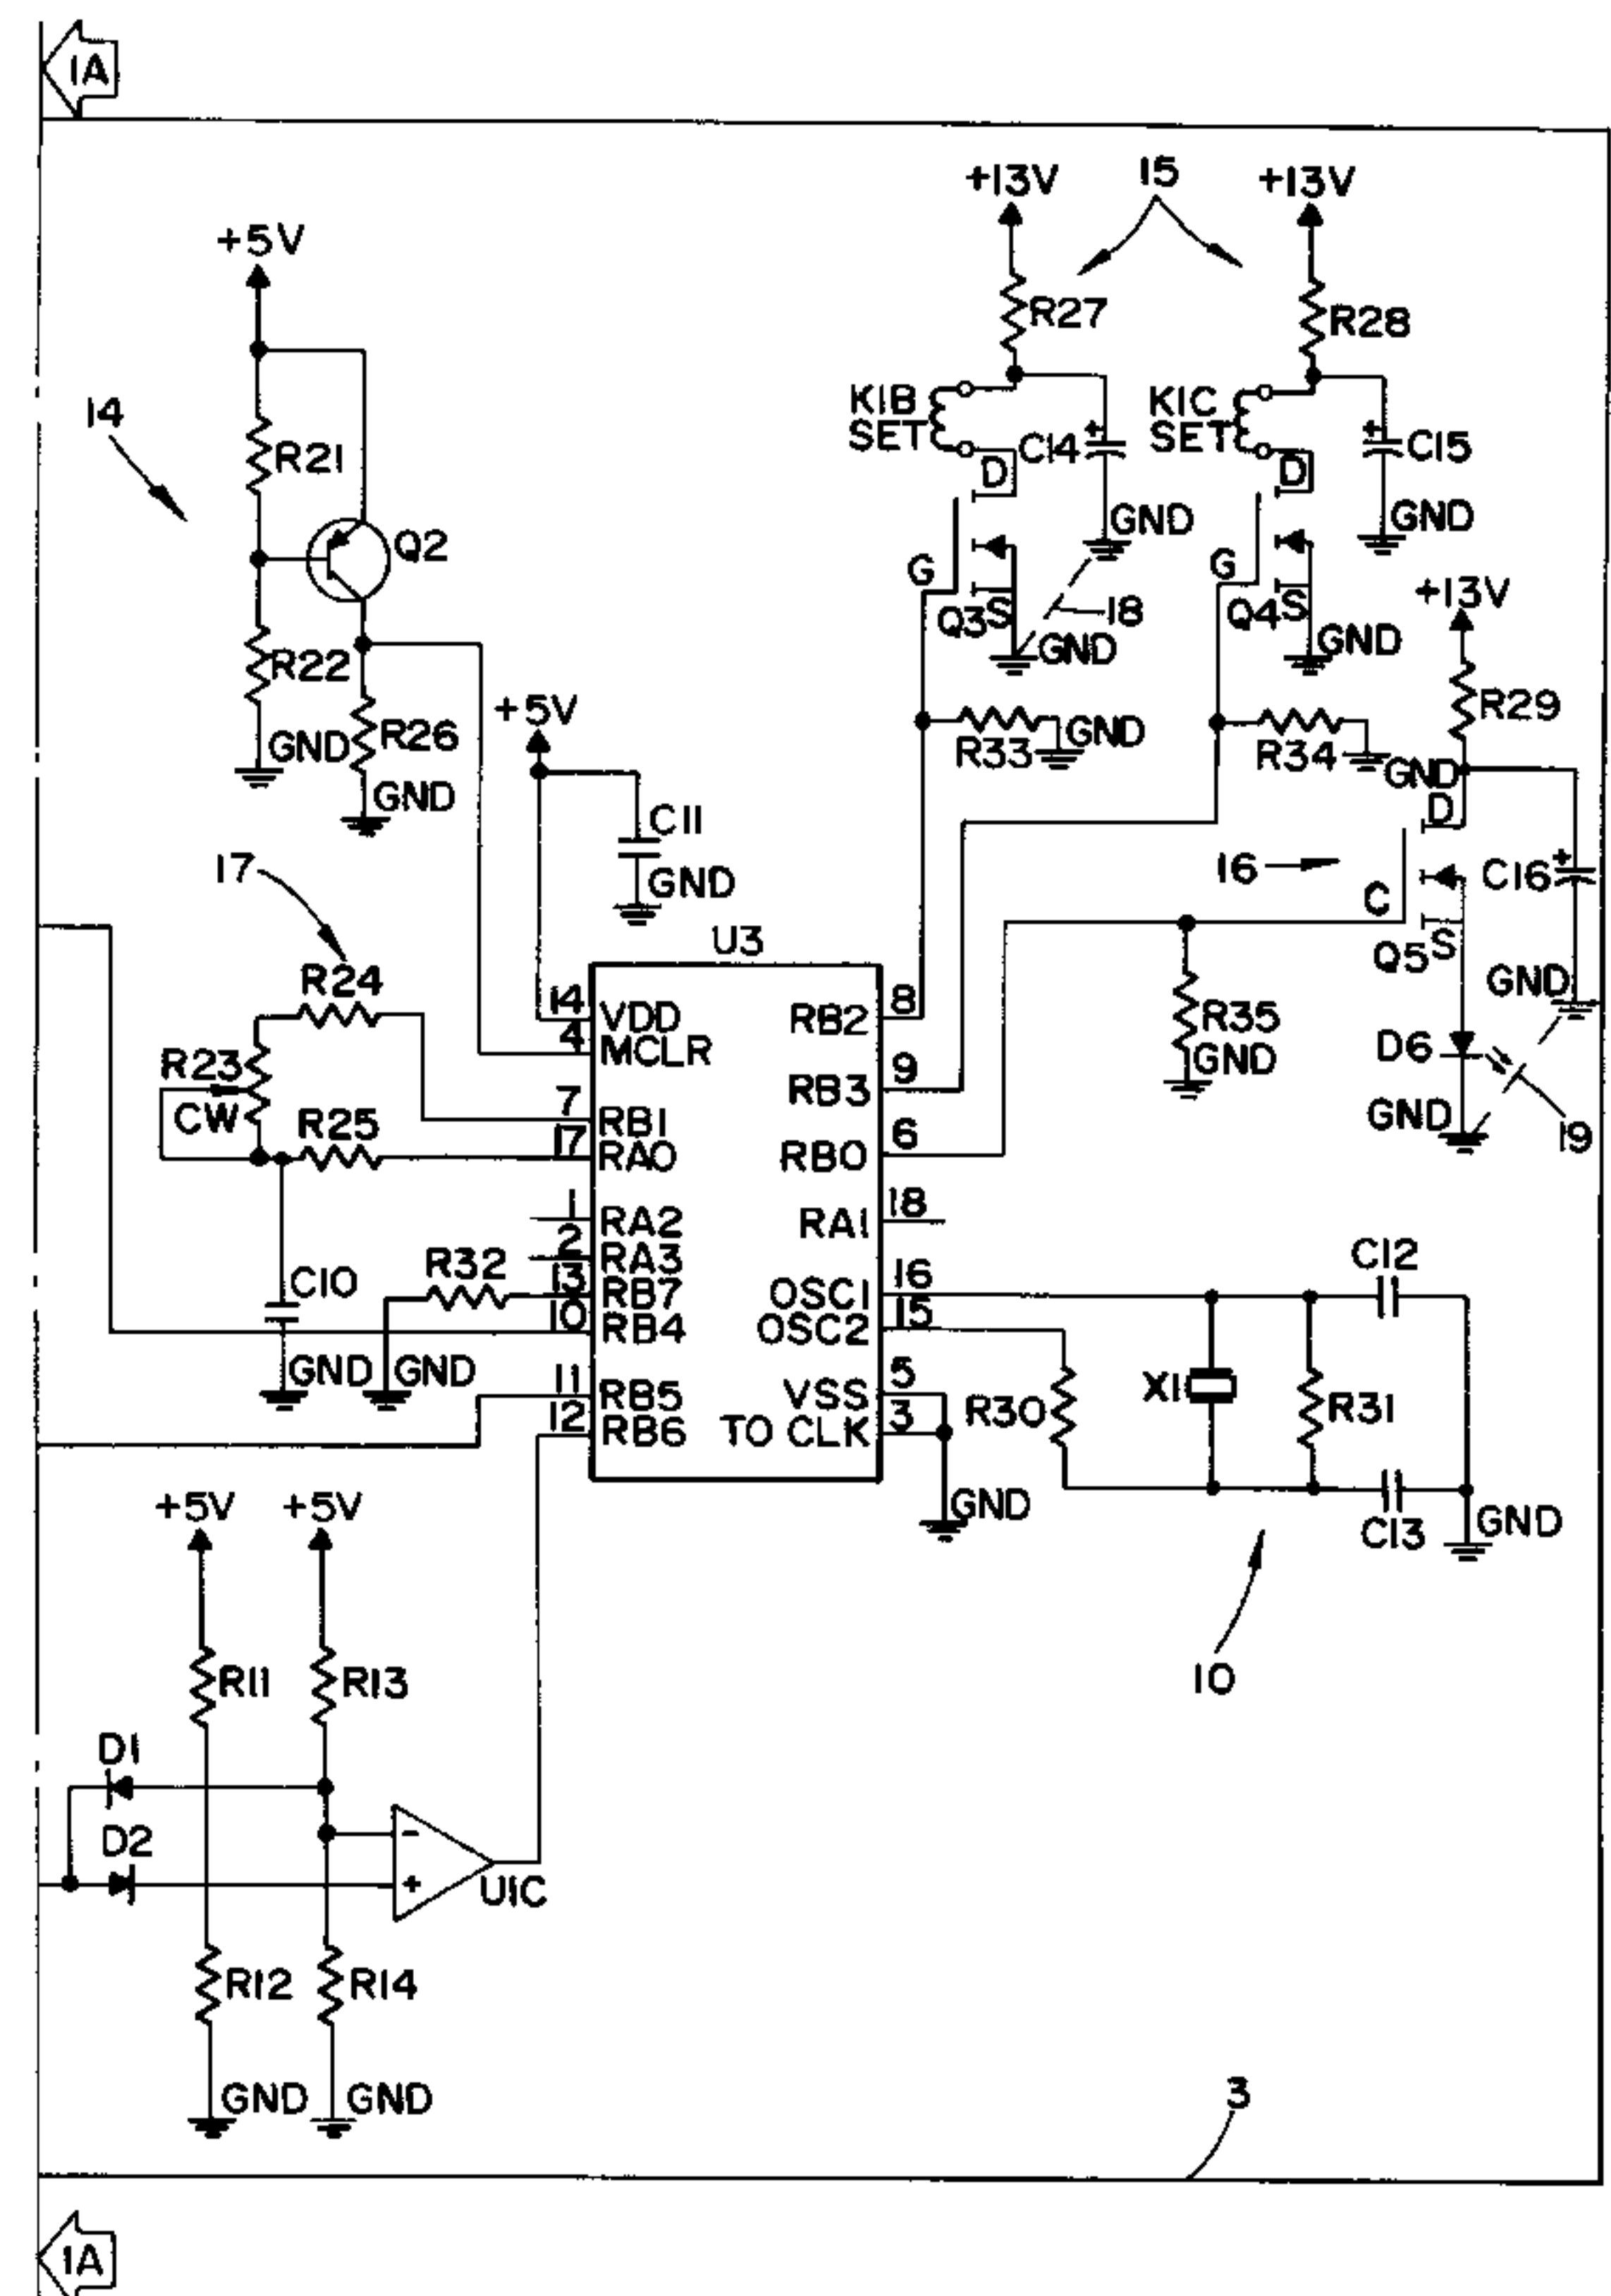 1A
+13V
15
+13V
+5V
R27
R28
14
K1B
SET
K1C
SET
R21
C14
+
+
C15
D
D
GND
GND
Q2
G
G
+13V
Q3
S
18
Q4
S
R22
GND
GND
R29
+5V
GND
R26
R33
GND
R34
GND
GND
D
C11
17
16
C16
+
GND
C
U3
Q5
S
R24
GND
14
VDD
RB2
8
R35
4
MCLR
D6
R23
GND
9
RB3
CW
R25
7
RB1
GND
19
17
RA0
RB0
6
1
RA2
RA1
18
2
RA3
R32
C12
C10
13
RB7
OSC1
16
10
RB4
OSC2
15
GND
GND
11
RB5
VSS
5
X1
R30
R31
12
RB6
TO CLK
3
+5V
+5V
GND
C13
GND
R11
R13
10
D1
D2
-
+
U1C
R12
R14
GND
GND
3
1A